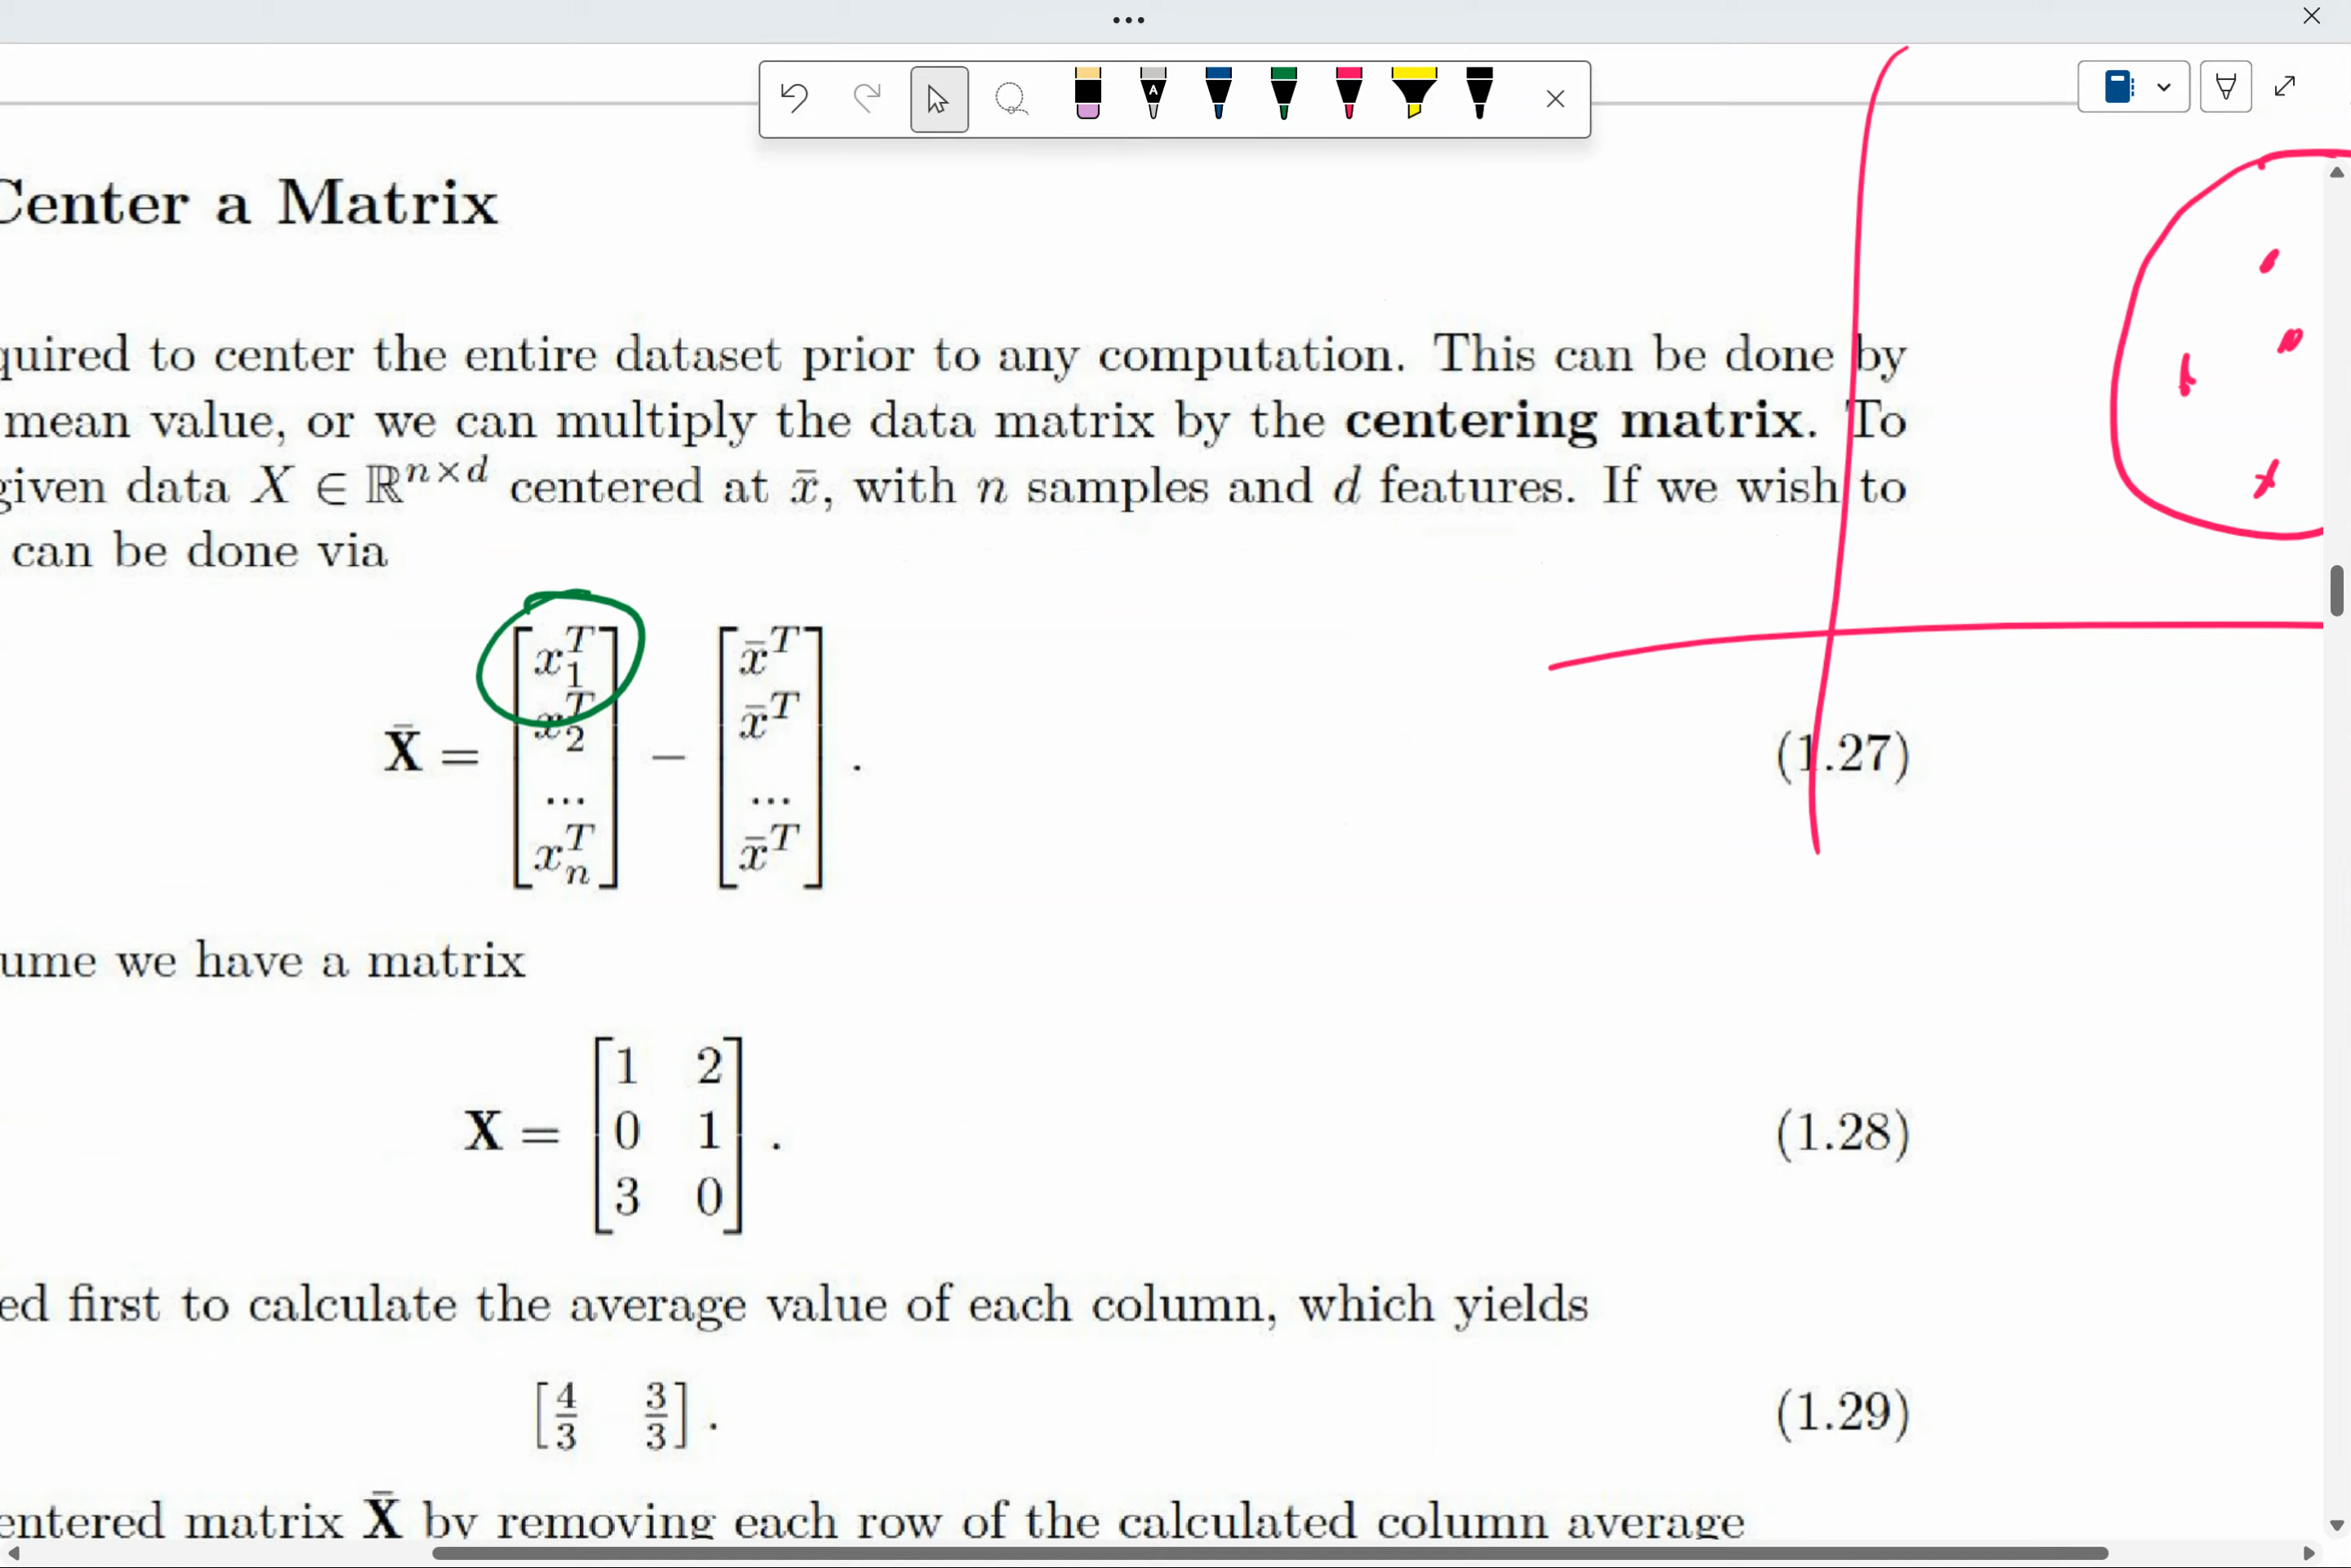 Center a Matrix
quired to center the entire dataset prior to any computation. This can be done by
mean value, or we can multiply the data matrix by the centering matrix. To
given data X ∈ ℝ^{n×d} centered at x̄, with n samples and d features. If we wish to
can be done via
X̄ = [x_1^T x_2^T ... x_n^T] − [x̄^T x̄^T ... x̄^T] . (1.27)
ume we have a matrix
X = [1 2; 0 1; 3 0] . (1.28)
ed first to calculate the average value of each column, which yields
[4/3 3/3] . (1.29)
entered matrix X̄ by removing each row of the calculated column average